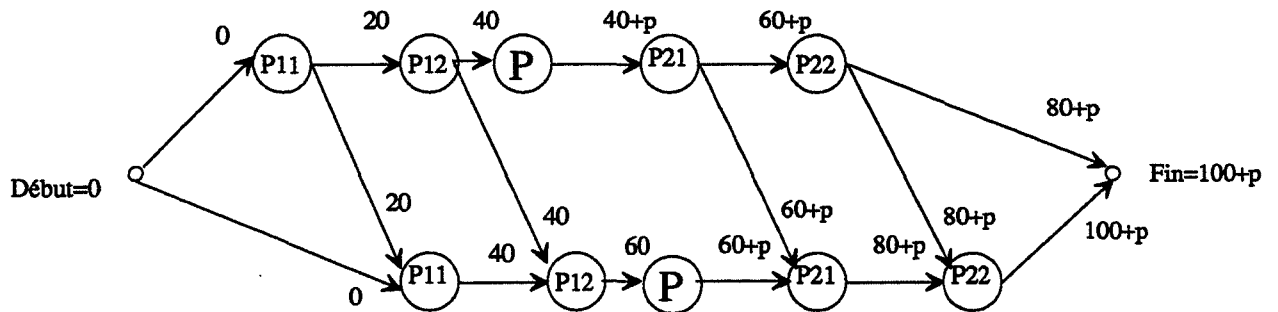 0 20 40 40+p 60+p
P11 P12 P P21 P22
80+p
Début=0 Fin=100+p
20 40 60+p 80+p
40 60 60+p 80+p 100+p
0 P11 P12 P P21 P22